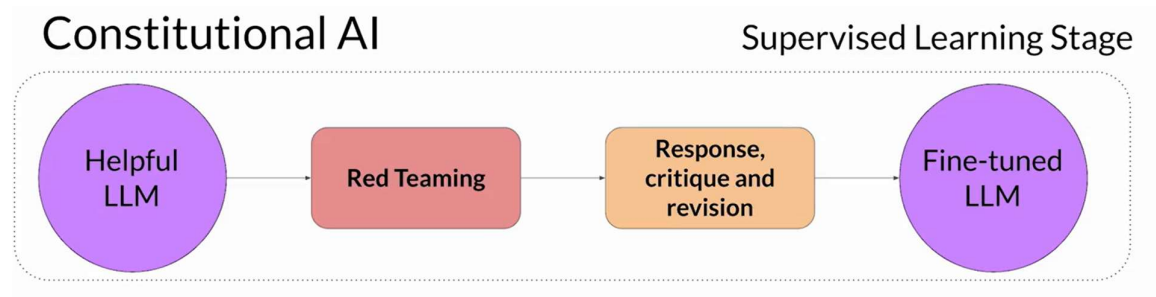 Constitutional AI
Supervised Learning Stage
Helpful
LLM
Red Teaming
Response,
critique and
revision
Fine-tuned
LLM